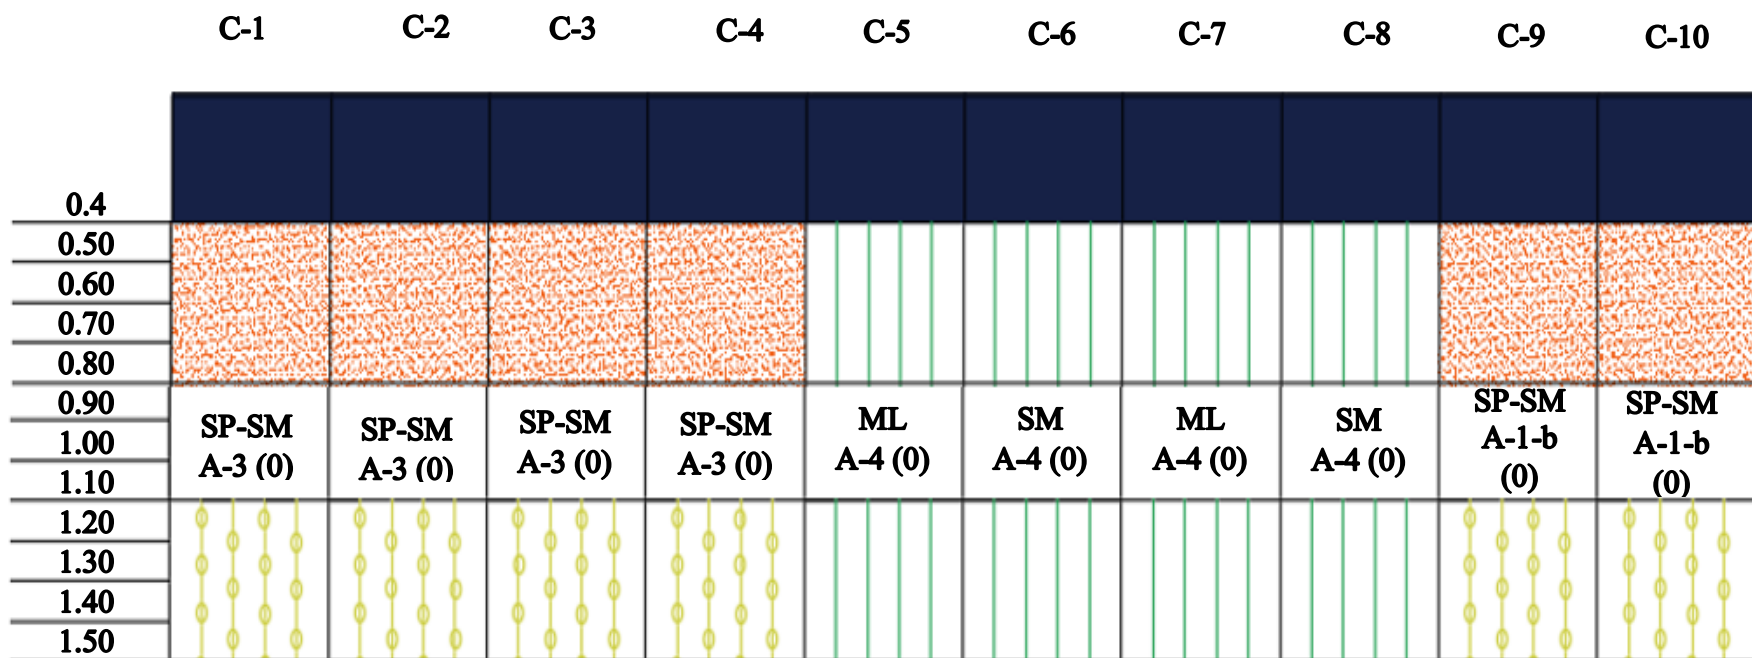 C-1 C-2 C-3 C-4 C-5 C-6 C-7 C-8 C-9 C-10
0.4
0.50
0.60
0.70
0.80
0.90
1.00
1.10
1.20
1.30
1.40
1.50
SP-SM
A-3 (0)
SP-SM
A-3 (0)
SP-SM
A-3 (0)
SP-SM
A-3 (0)
ML
A-4 (0)
SM
A-4 (0)
ML
A-4 (0)
SM
A-4 (0)
SP-SM
A-1-b
(0)
SP-SM
A-1-b
(0)